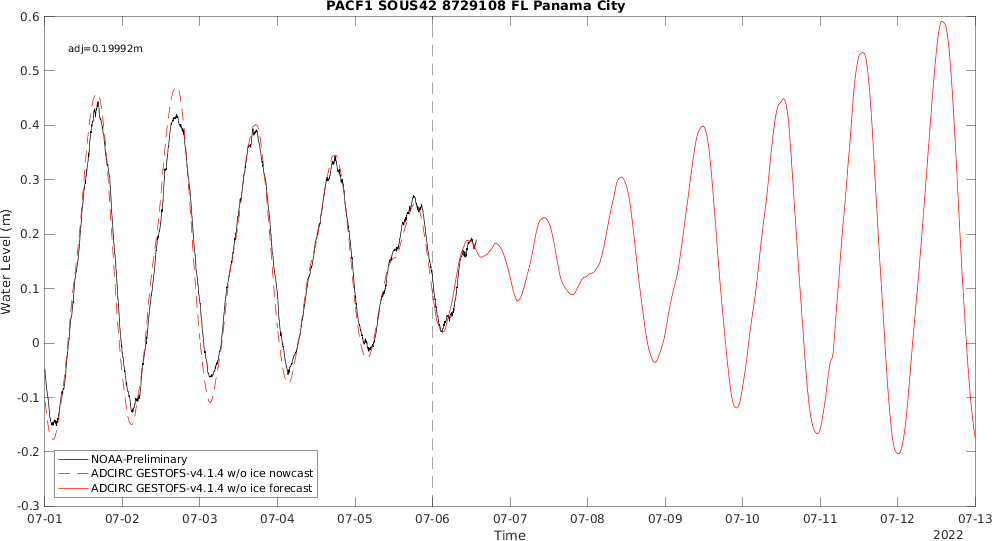 PACF1 SOUS42 8729108 FL Panama City
adj=0.19992m
0.6
0.5
0.4
0.3
0.2
0.1
0
-0.1
-0.2
-0.3
Water Level (m)
NOAA-Preliminary
ADCIRC GESTOFS-v4.1.4 w/o ice nowcast
ADCIRC GESTOFS-v4.1.4 w/o ice forecast
07-01 07-02 07-03 07-04 07-05 07-06 07-07 07-08 07-09 07-10 07-11 07-12 07-13
Time
2022